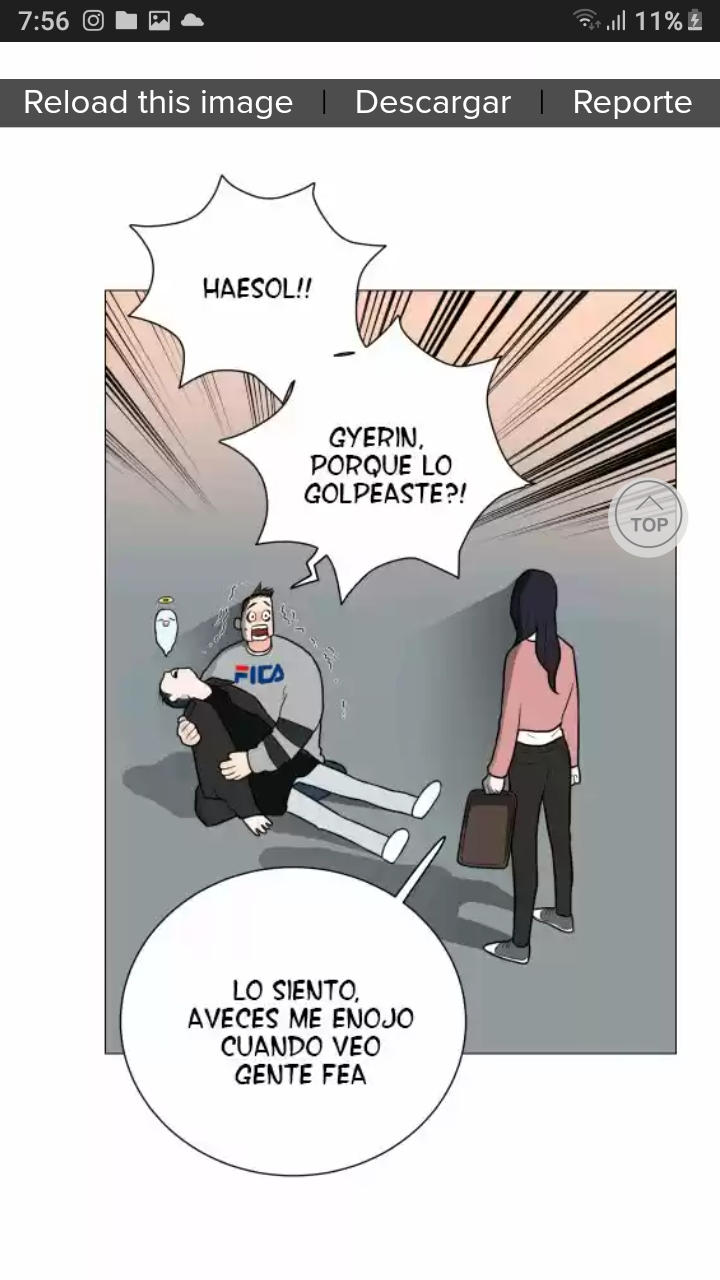 7:56
11%
Reload this image | Descargar | Reporte
HAESOL!!
GYERIN,
PORQUE LO
GOLPEASTE?!
TOP
FICA
LO SIENTO,
AVECES ME ENOJO
CUANDO VEO
GENTE FEA